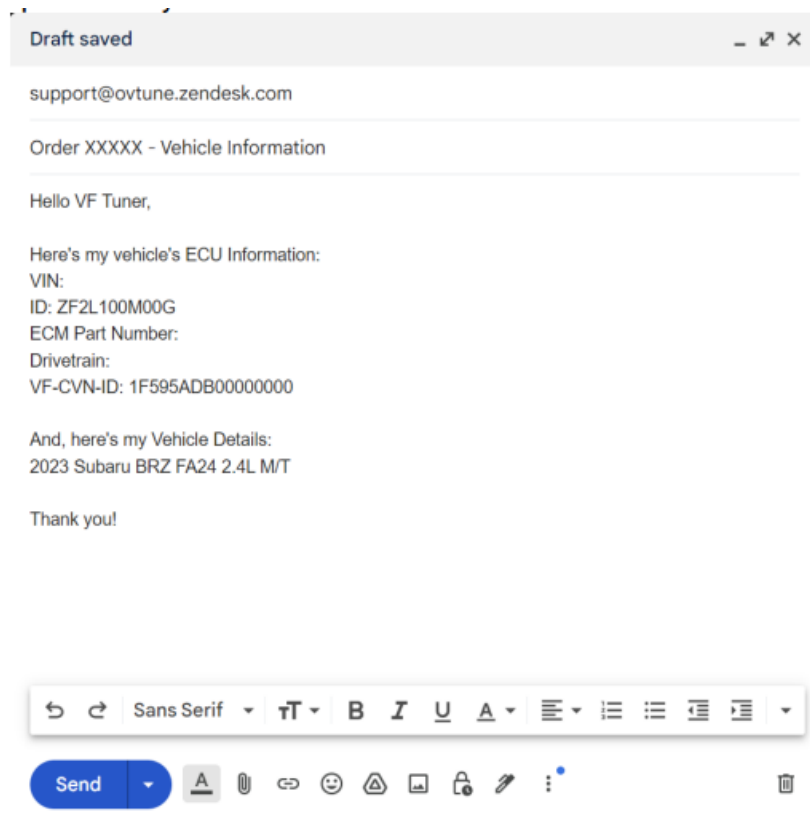 Draft saved
support@ovtune.zendesk.com
Order XXXXX - Vehicle Information
Hello VF Tuner,
Here's my vehicle's ECU Information:
VIN:
ID: ZF2L100M00G
ECM Part Number:
Drivetrain:
VF-CVN-ID: 1F595ADB00000000
And, here's my Vehicle Details:
2023 Subaru BRZ FA24 2.4L M/T
Thank you!
Sans Serif
Send